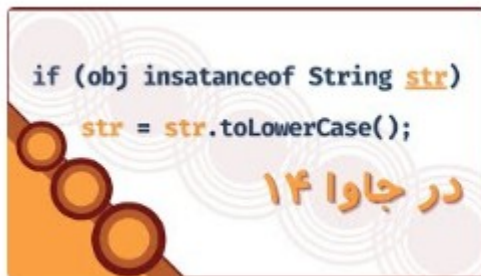 if (obj insatanceof String str)
str = str.toLowerCase();
در جاوا ۱۴